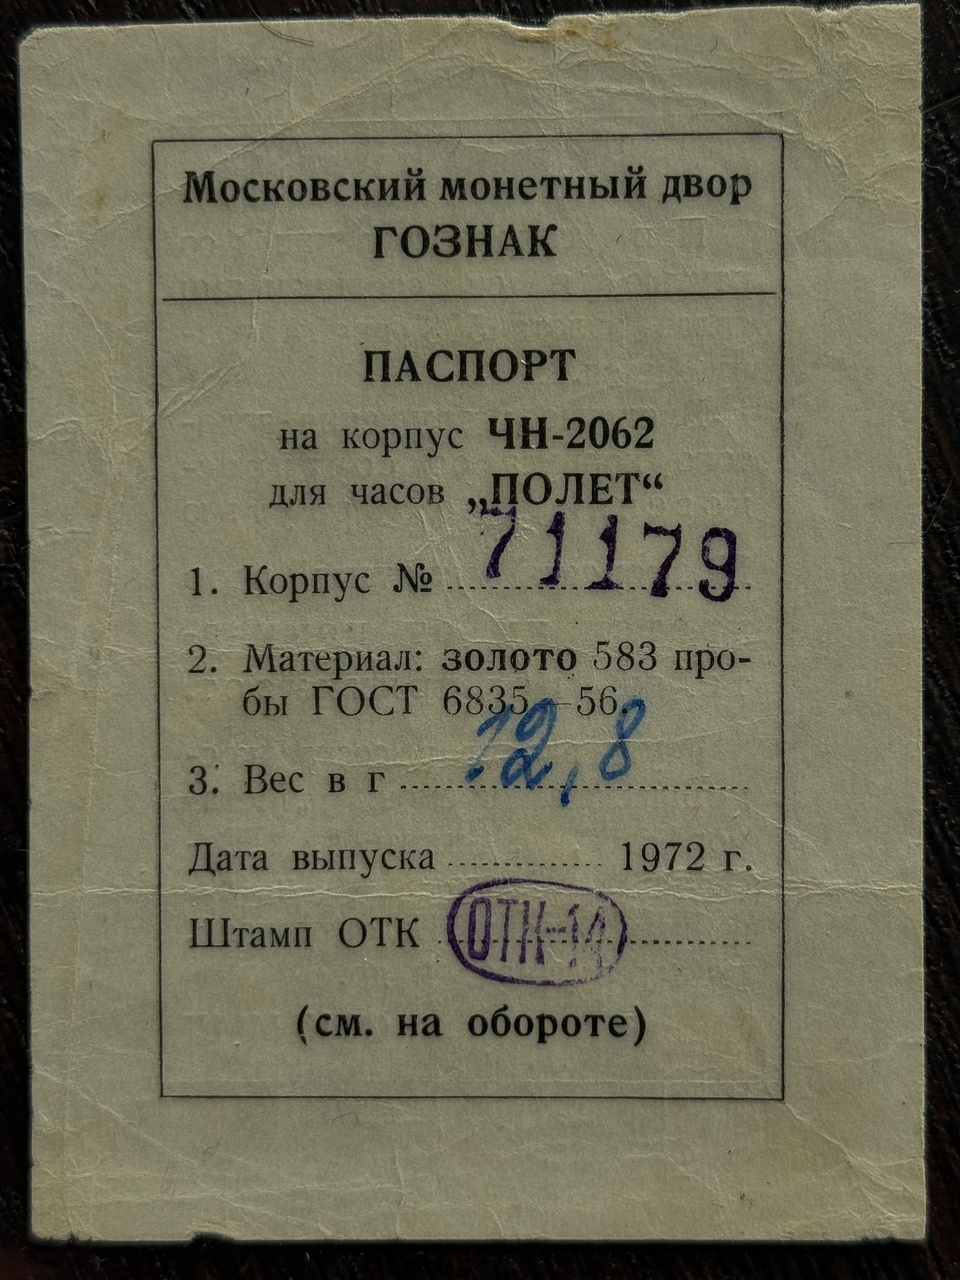 Московский монетный двор
ГОЗНАК
ПАСПОРТ
на корпус ЧН-2062
для часов „ПОЛЕТ“
1. Корпус № 71179
2. Материал: золото 583 про-
бы ГОСТ 6835—56.
3. Вес в г 12,8
Дата выпуска 1972 г.
Штамп ОТК ОТК-14
(см. на обороте)